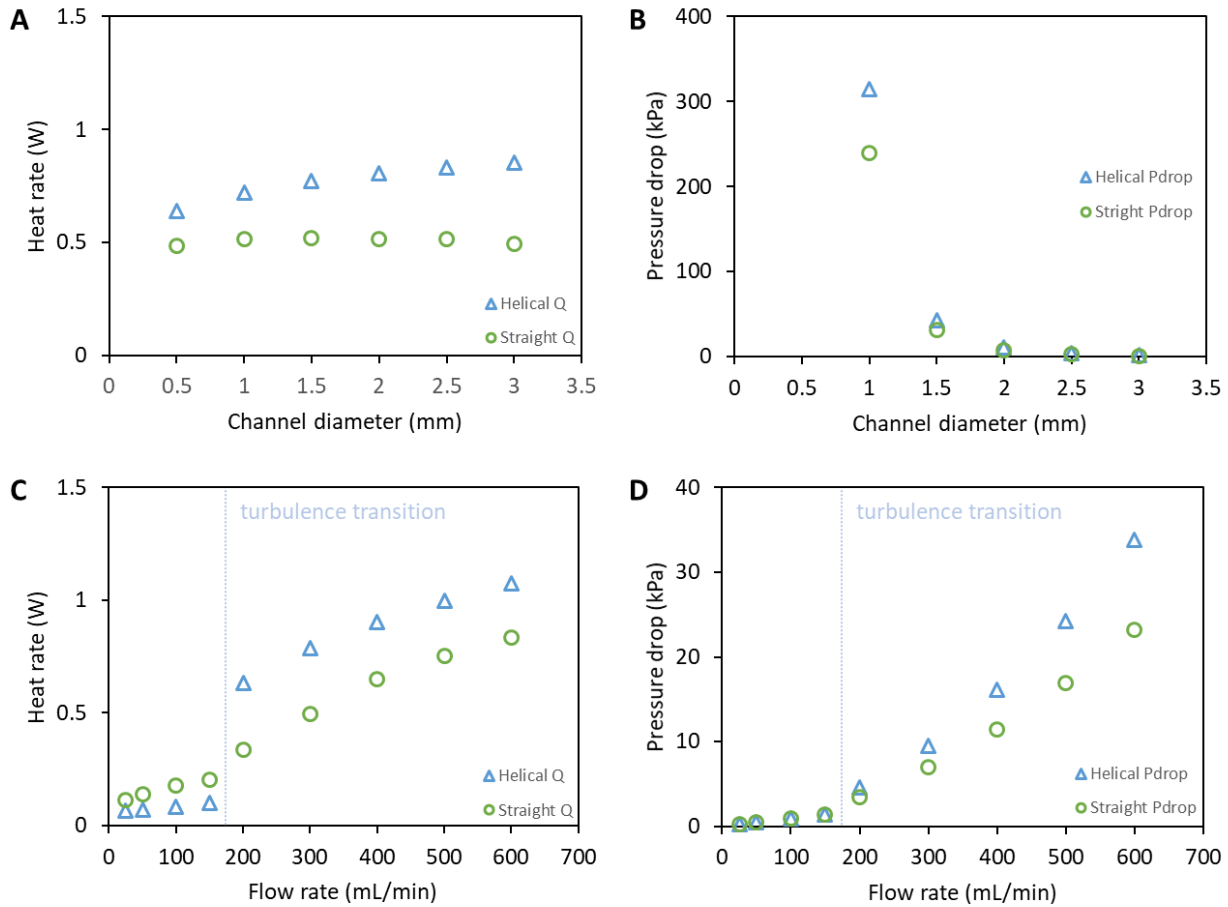 A
1.5
1
0.5
0
Heat rate (W)
Helical Q
Straight Q
0 0.5 1 1.5 2 2.5 3 3.5
Channel diameter (mm)
B
400
300
200
100
0
Pressure drop (kPa)
Helical Pdrop
Stright Pdrop
0 0.5 1 1.5 2 2.5 3 3.5
Channel diameter (mm)
C
1.5
1
0.5
0
Heat rate (W)
turbulence transition
Helical Q
Straight Q
0 100 200 300 400 500 600 700
Flow rate (mL/min)
D
40
30
20
10
0
Pressure drop (kPa)
turbulence transition
Helical Pdrop
Straight Pdrop
0 100 200 300 400 500 600 700
Flow rate (mL/min)